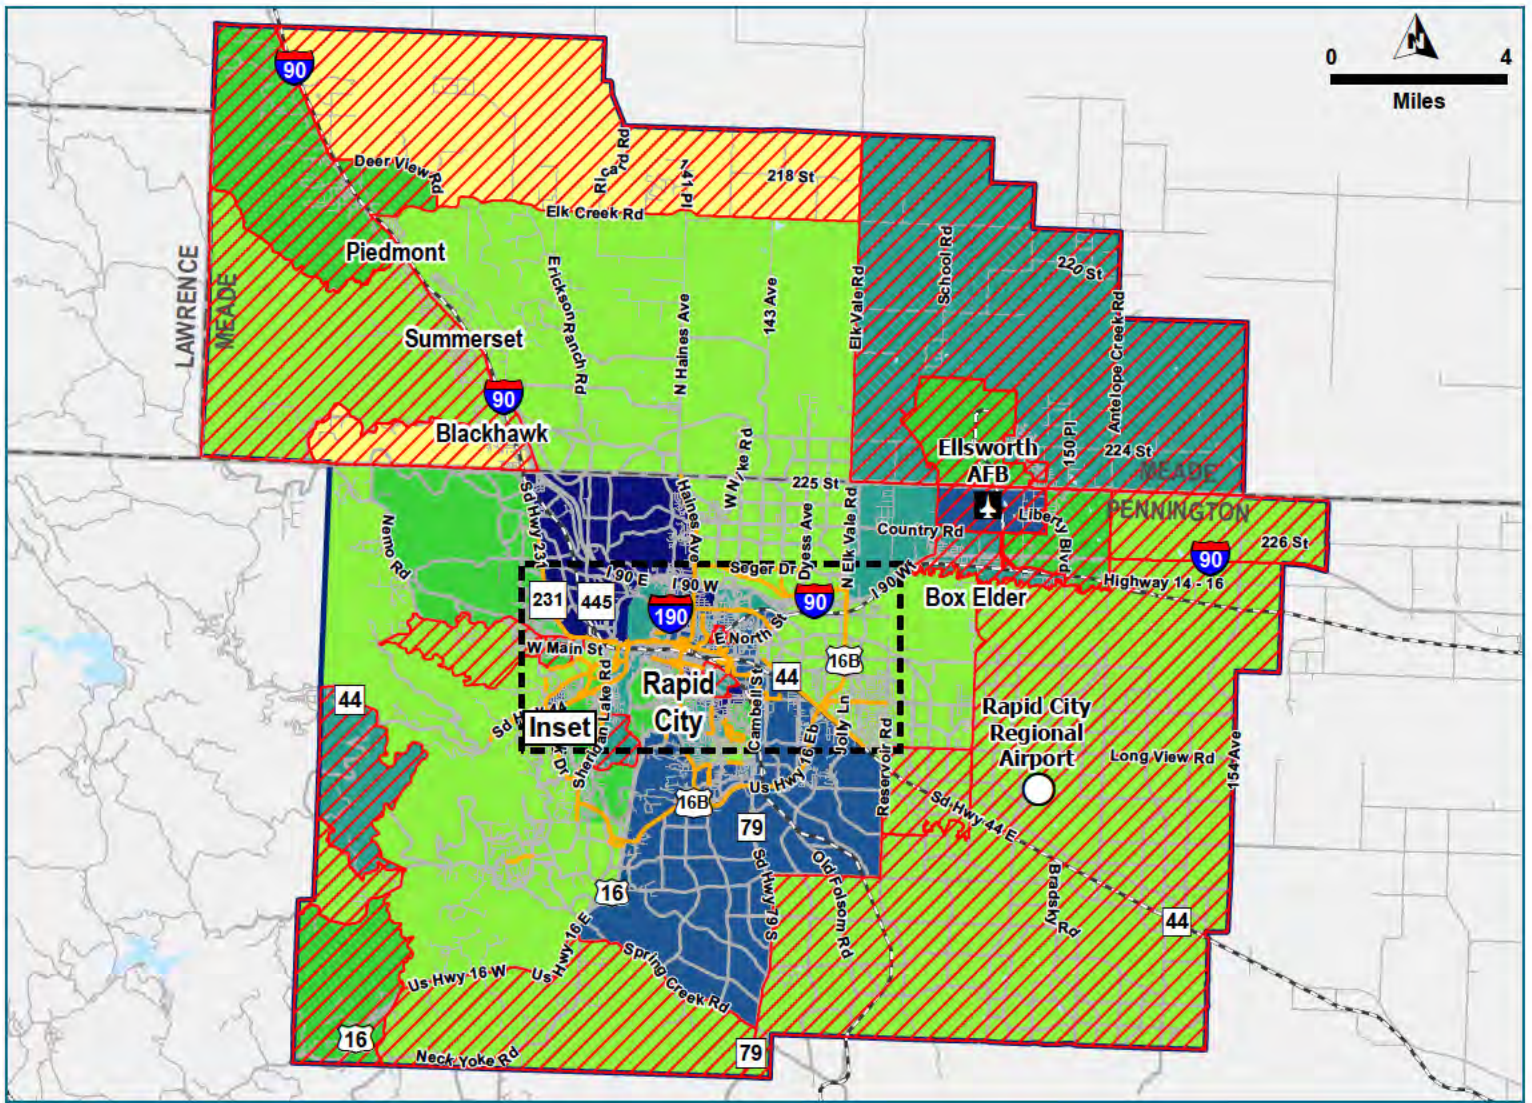 N
0 4
Miles
90
Deer View Rd
Ricard Rd
241 Pl
218 St
Elk Creek Rd
Piedmont
LAWRENCE
MEADE
Summerset
Erickson Ranch Rd
N Haines Ave
143 Ave
Elk Vale Rd
School Rd
220 St
Antelope Creek Rd
90
Blackhawk
Ellsworth
AFB
150 Pl
224 St
MEADE
PENNINGTON
225 St
Haines Ave
Sd Hwy 231
Nemo Rd
Dyess Ave
N Elk Vale Rd
Country Rd
Liberty Blvd
226 St
90
Highway 14 - 16
I 90 E
I 90 W
Seger Dr
I 90 W
Box Elder
231
445
190
90
W Main St
E North St
16B
44
Rapid
City
44
Inset
Sheridan Lake Rd
Cambell St
Jolly Ln
Reservoir Rd
Rapid City
Regional
Airport
Long View Rd
154 Ave
Us Hwy 16 Eb
16B
79
Sd Hwy 44 E
Sd Hwy 79 S
Old Folsom Rd
Bradsky Rd
44
16
Us Hwy 16 E
Us Hwy 16 W
Spring Creek Rd
16
Neck Yoke Rd
79